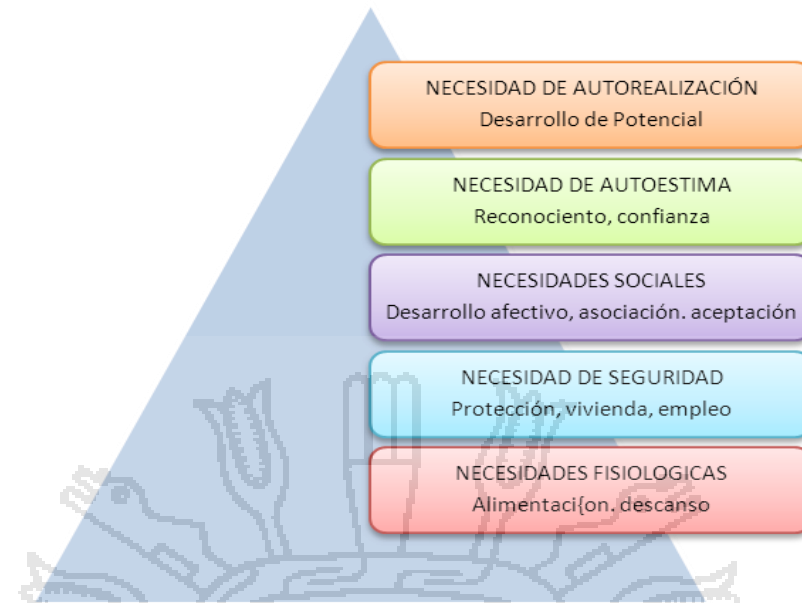 NECESIDAD DE AUTOREALIZACIÓN
Desarrollo de Potencial
NECESIDAD DE AUTOESTIMA
Reconociento, confianza
NECESIDADES SOCIALES
Desarrollo afectivo, asociación. aceptación
NECESIDAD DE SEGURIDAD
Protección, vivienda, empleo
NECESIDADES FISIOLOGICAS
Alimentaci{on. descanso